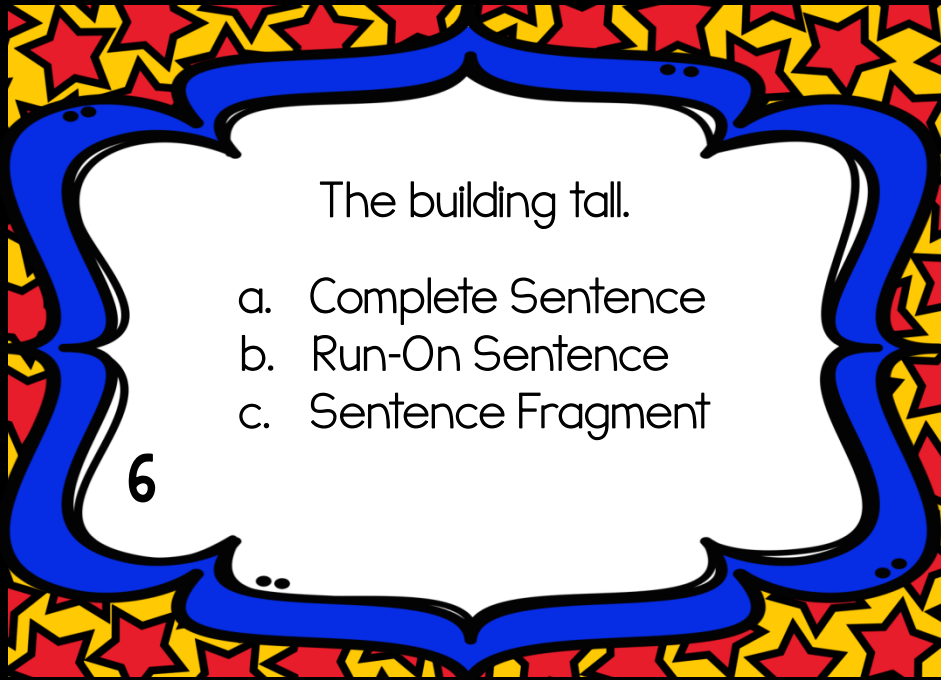 The building tall.
a. Complete Sentence
b. Run-On Sentence
c. Sentence Fragment
6